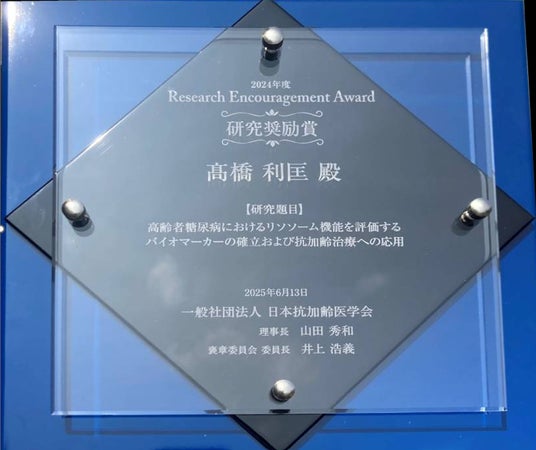 2024年度
Research Encouragement Award
研究奨励賞
髙橋 利匡 殿
【研究題目】
高齢者糖尿病におけるリソソーム機能を評価する
バイオマーカーの確立および抗加齢治療への応用
2025年6月13日
一般社団法人 日本抗加齢医学会
理事長 山田 秀和
褒章委員会 委員長 井上 浩義